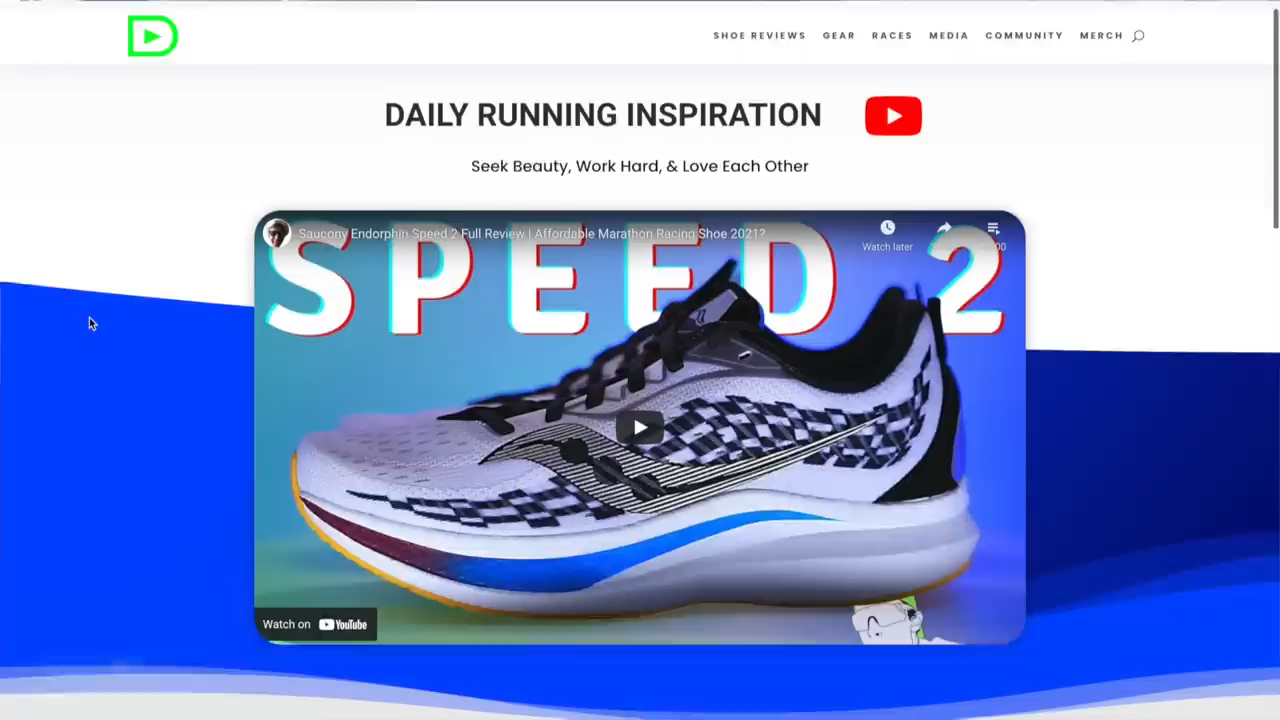 SHOE REVIEWS GEAR RACES MEDIA COMMUNITY MERCH
DAILY RUNNING INSPIRATION
Seek Beauty, Work Hard, & Love Each Other
Saucony Endorphin Speed 2 Full Review | Affordable Marathon Racing Shoe 2021?
Watch later
SPEED 2
Watch on YouTube